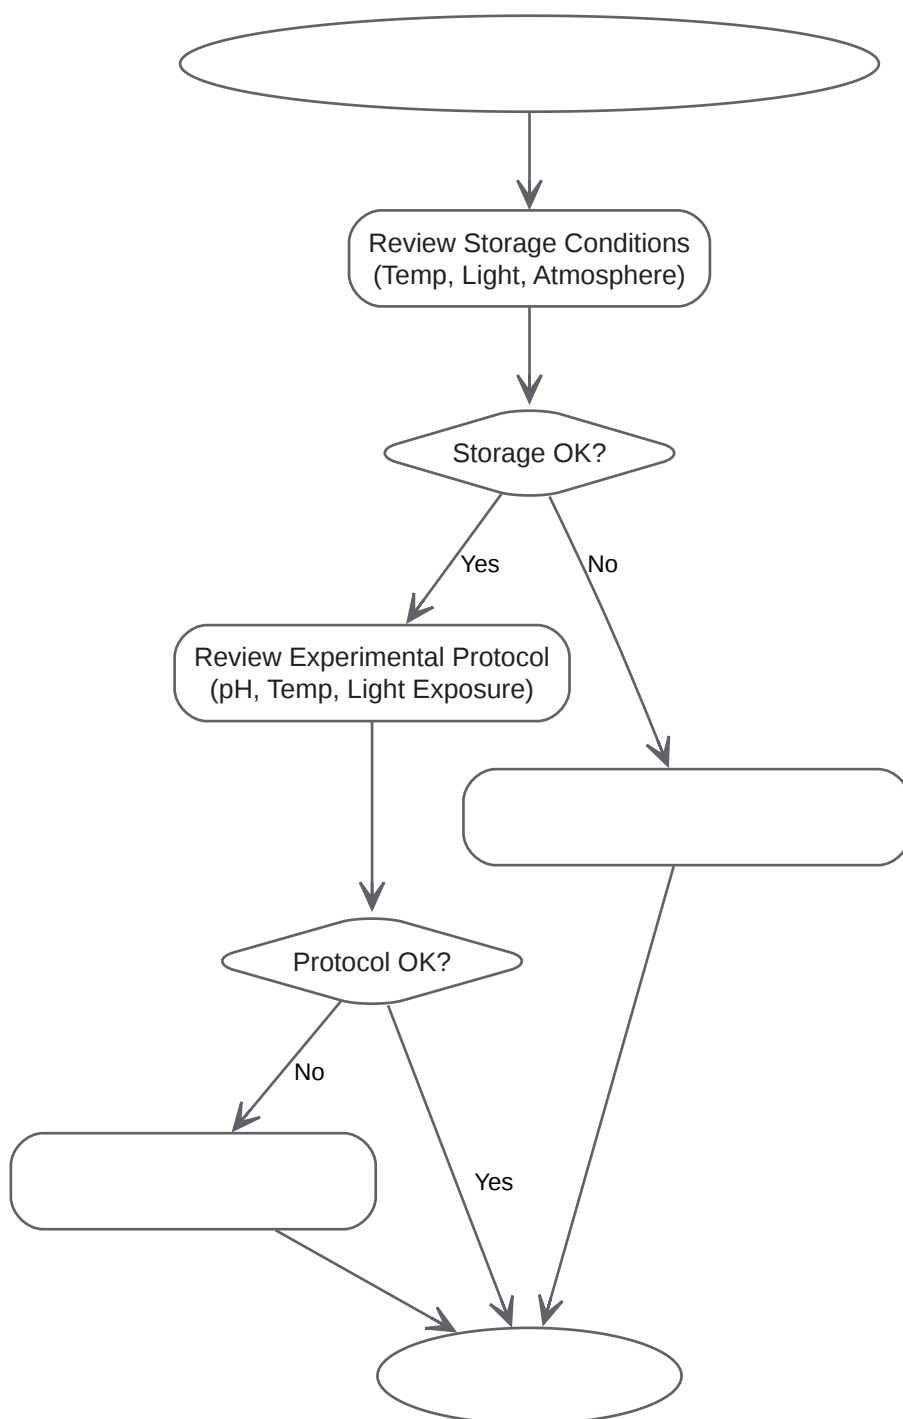 Review Storage Conditions
(Temp, Light, Atmosphere)
Storage OK?
Yes
No
Review Experimental Protocol
(pH, Temp, Light Exposure)
Protocol OK?
No
Yes